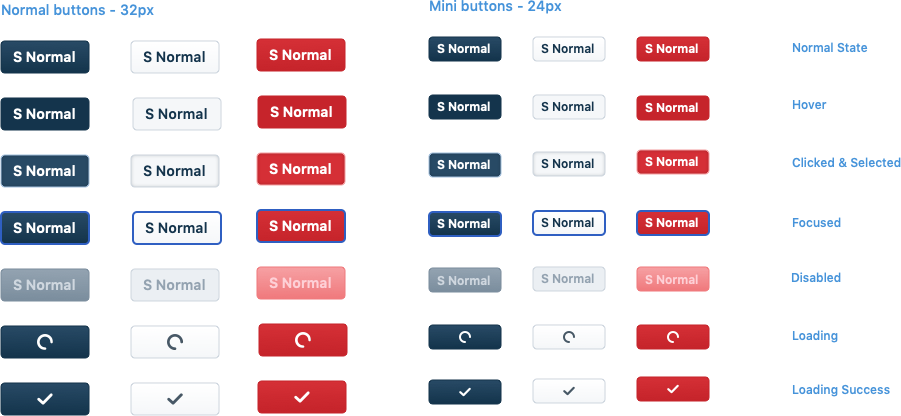 Normal buttons - 32px
Mini buttons - 24px
S Normal S Normal S Normal S Normal S Normal S Normal Normal State
S Normal S Normal S Normal S Normal S Normal S Normal Hover
S Normal S Normal S Normal S Normal S Normal S Normal Clicked & Selected
S Normal S Normal S Normal S Normal S Normal S Normal Focused
S Normal S Normal S Normal S Normal S Normal S Normal Disabled
Loading
Loading Success